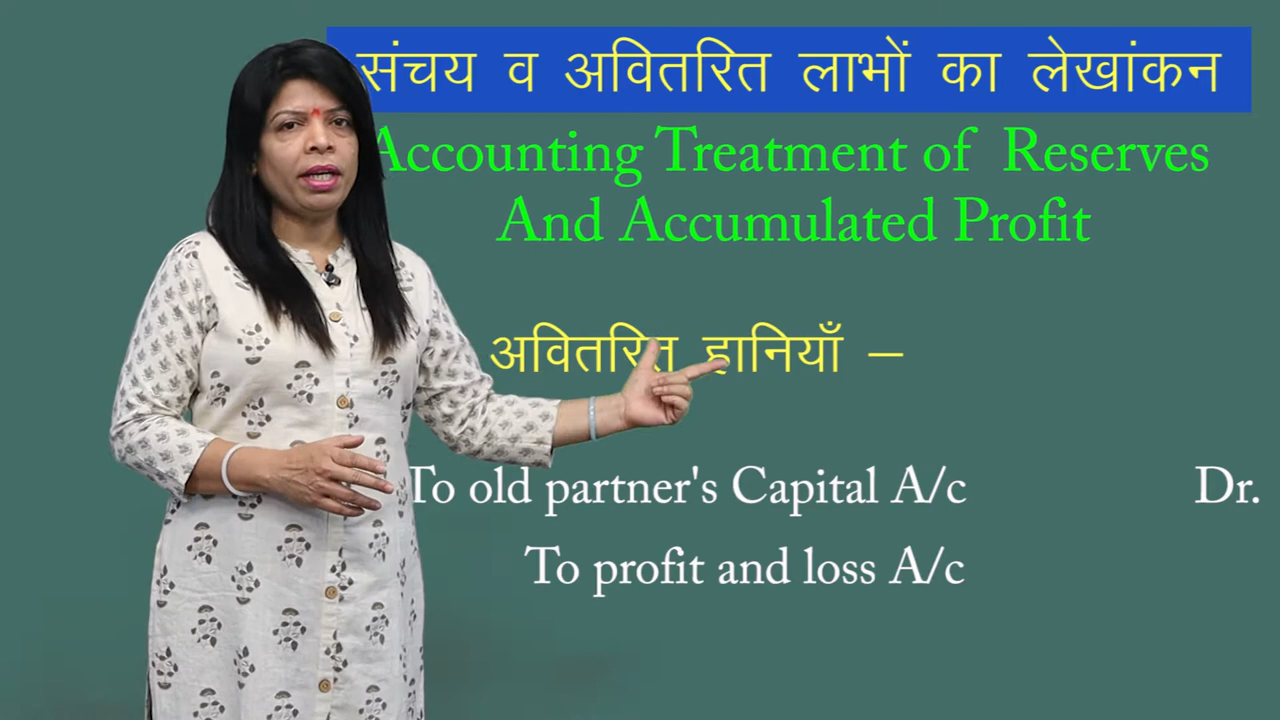 संचय व अवितरित लाभों का लेखांकन
Accounting Treatment of Reserves
And Accumulated Profit
अवितरित हानियाँ –
To old partner's Capital A/c Dr.
To profit and loss A/c